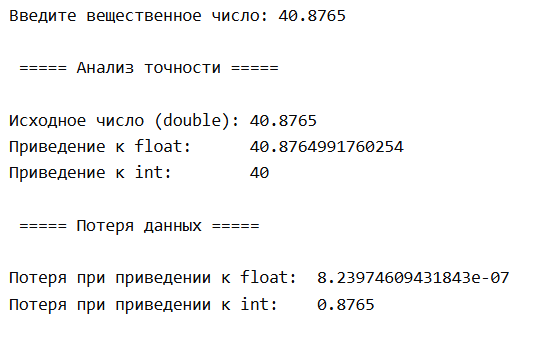 Введите вещественное число: 40.8765
===== Анализ точности =====
Исходное число (double): 40.8765
Приведение к float: 40.8764991760254
Приведение к int: 40
===== Потеря данных =====
Потеря при приведении к float: 8.23974609431843e-07
Потеря при приведении к int: 0.8765